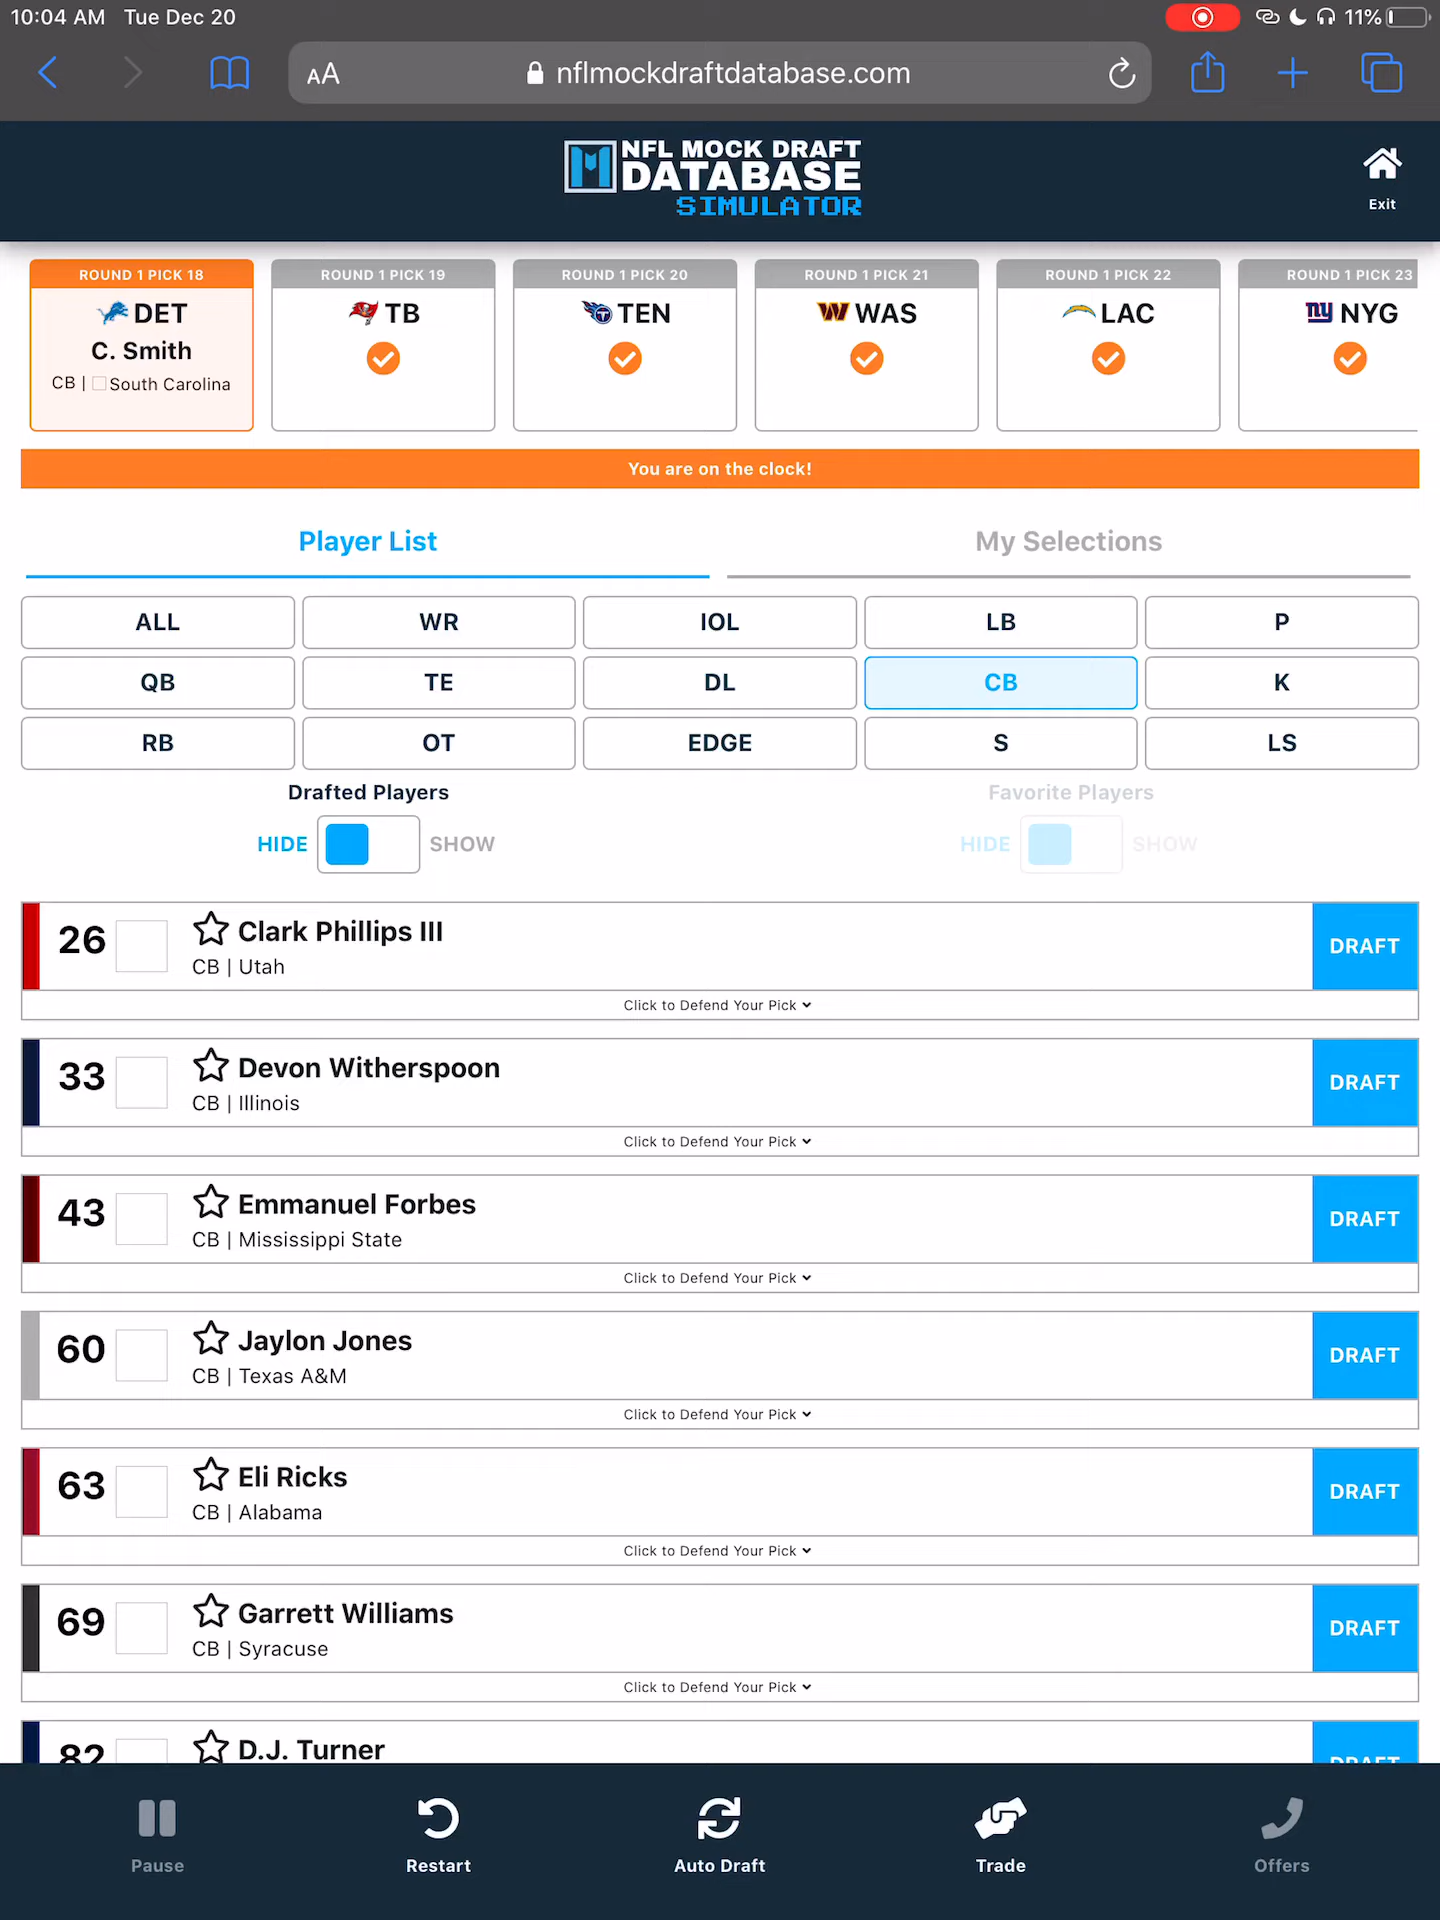 10:04 AM Tue Dec 20
11%
AA nflmockdraftdatabase.com
NFL MOCK DRAFT
DATABASE
SIMULATOR
Exit
ROUND 1 PICK 18
DET
C. Smith
CB | South Carolina
ROUND 1 PICK 19
TB
ROUND 1 PICK 20
TEN
ROUND 1 PICK 21
WAS
ROUND 1 PICK 22
LAC
ROUND 1 PICK 23
NYG
You are on the clock!
Player List
My Selections
ALL WR IOL LB P
QB TE DL CB K
RB OT EDGE S LS
Drafted Players
HIDE SHOW
Favorite Players
HIDE SHOW
26 Clark Phillips III
CB | Utah
DRAFT
Click to Defend Your Pick
33 Devon Witherspoon
CB | Illinois
DRAFT
Click to Defend Your Pick
43 Emmanuel Forbes
CB | Mississippi State
DRAFT
Click to Defend Your Pick
60 Jaylon Jones
CB | Texas A&M
DRAFT
Click to Defend Your Pick
63 Eli Ricks
CB | Alabama
DRAFT
Click to Defend Your Pick
69 Garrett Williams
CB | Syracuse
DRAFT
Click to Defend Your Pick
82 D.J. Turner
DRAFT
Pause Restart Auto Draft Trade Offers